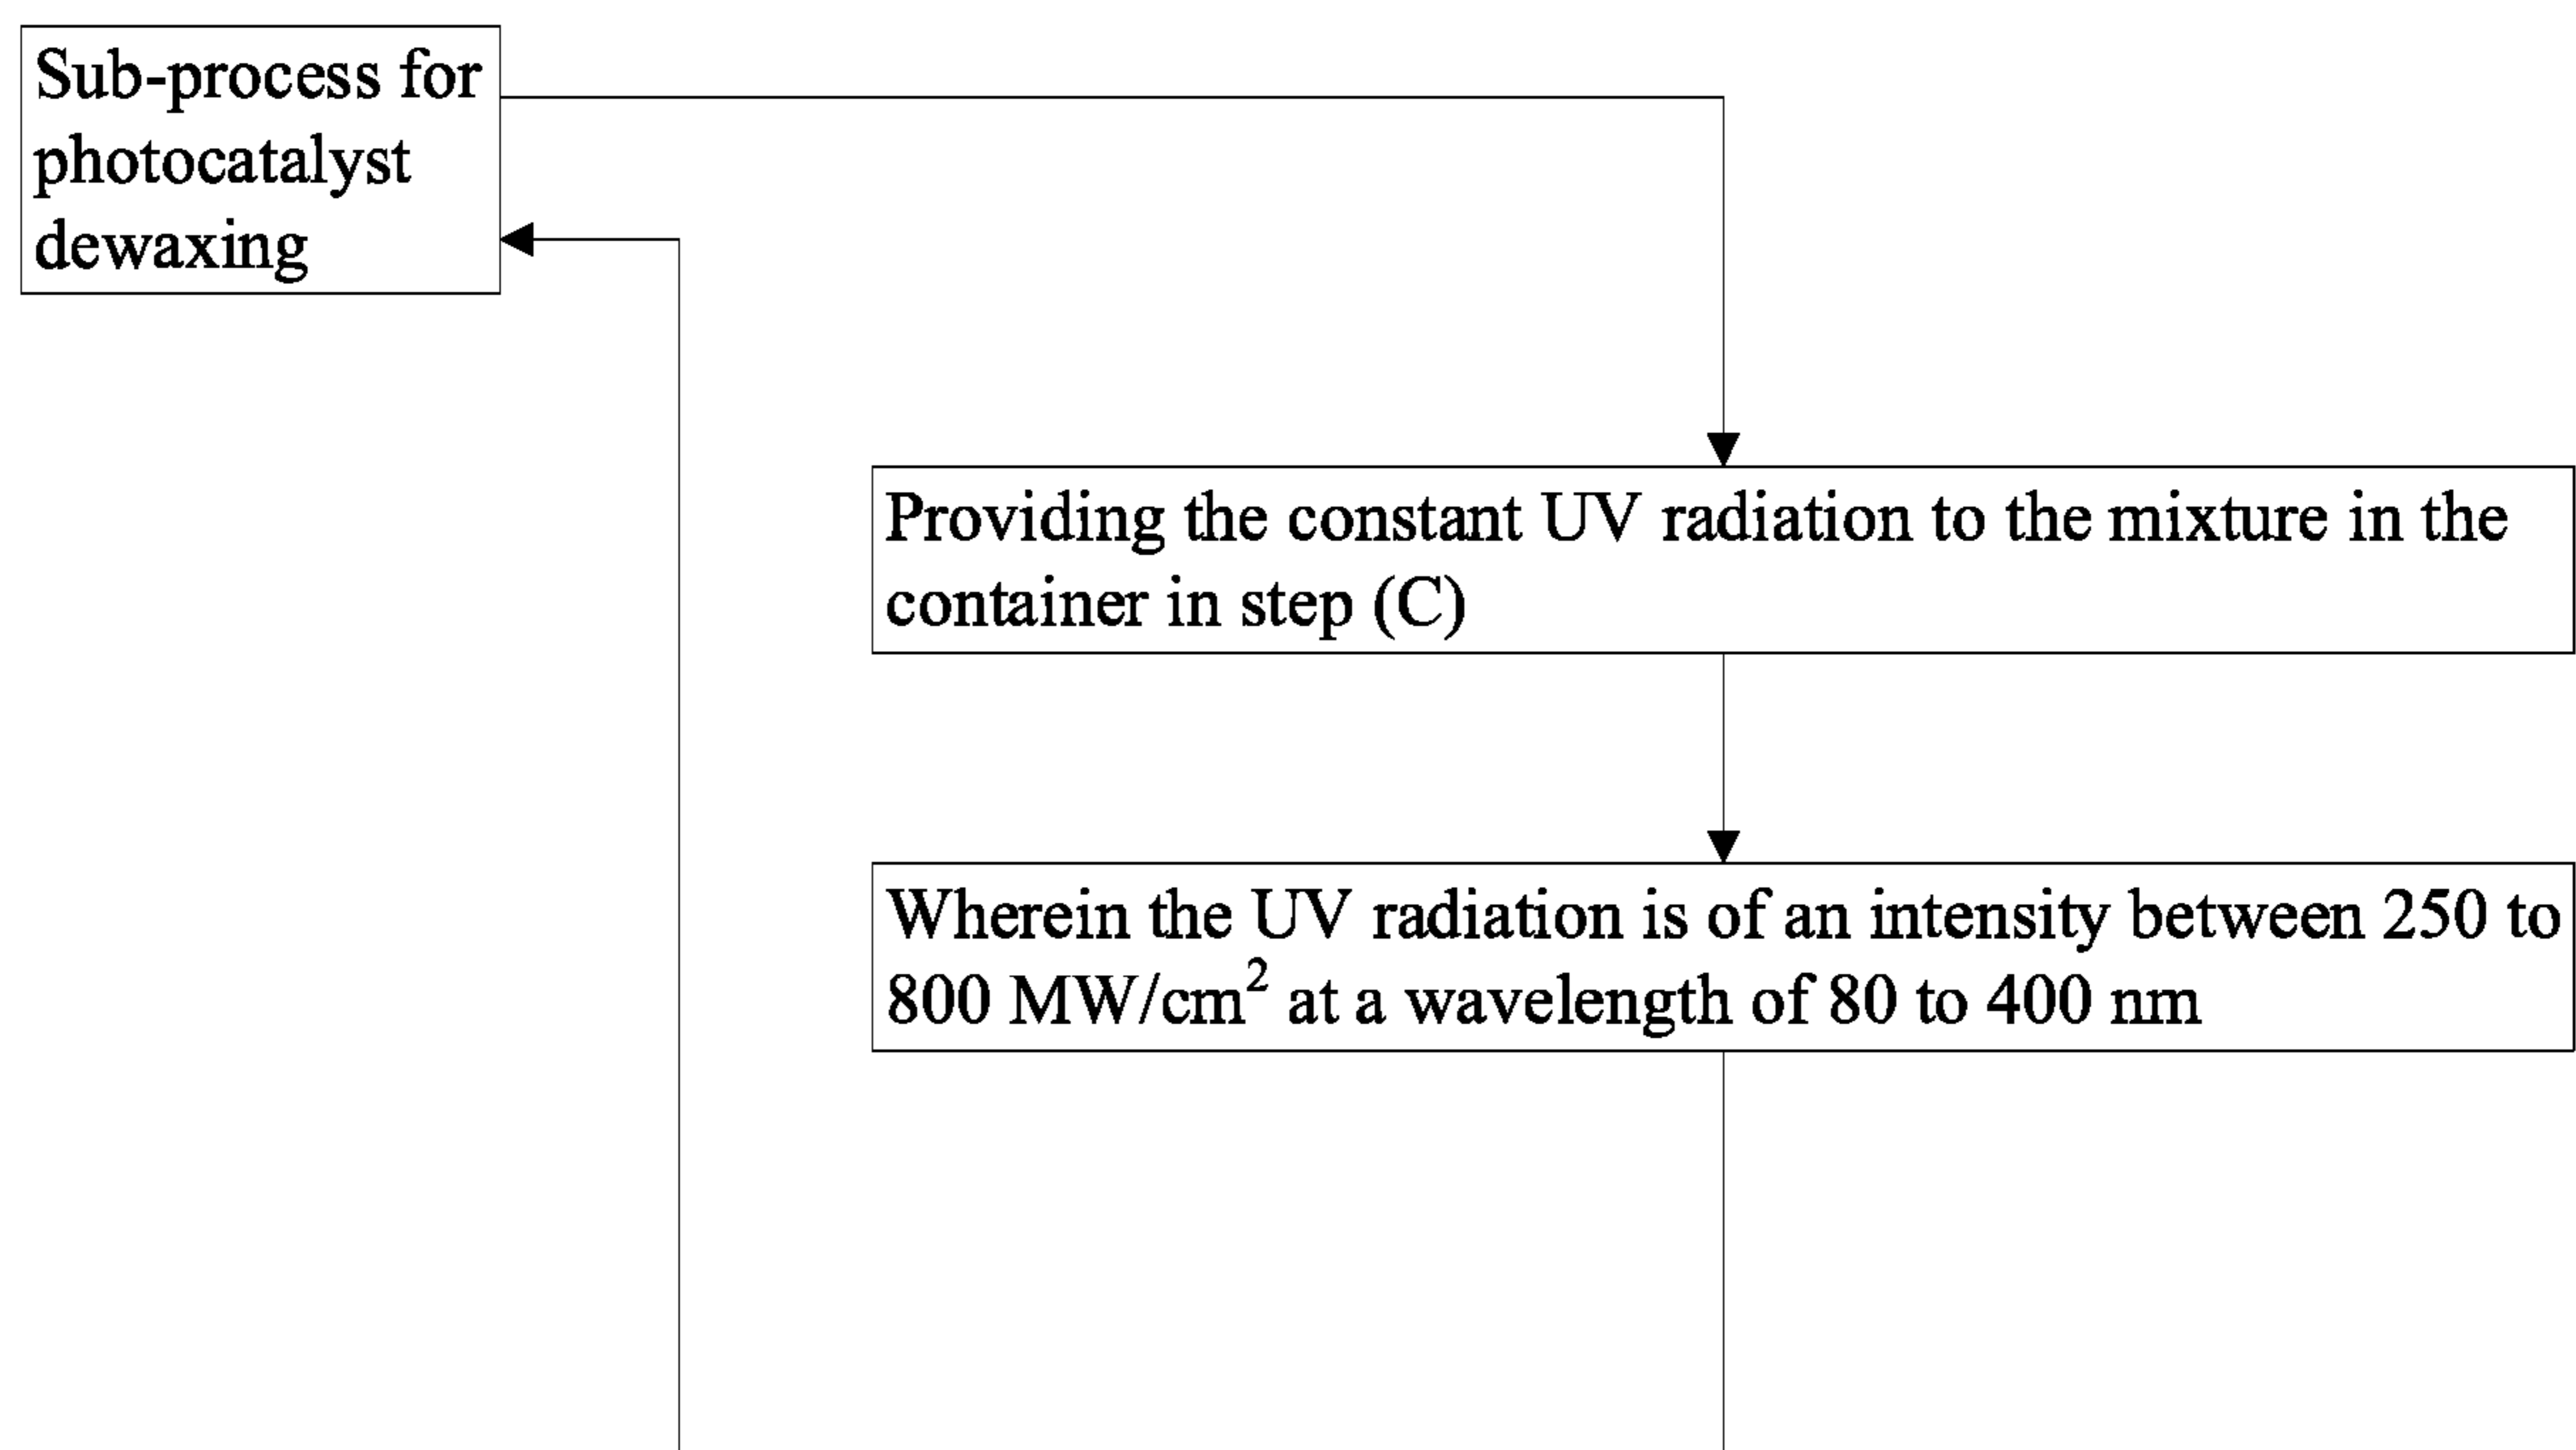 Sub-process for
photocatalyst
dewaxing
Providing the constant UV radiation to the mixture in the
container in step (C)
Wherein the UV radiation is of an intensity between 250 to
800 MW/cm² at a wavelength of 80 to 400 nm